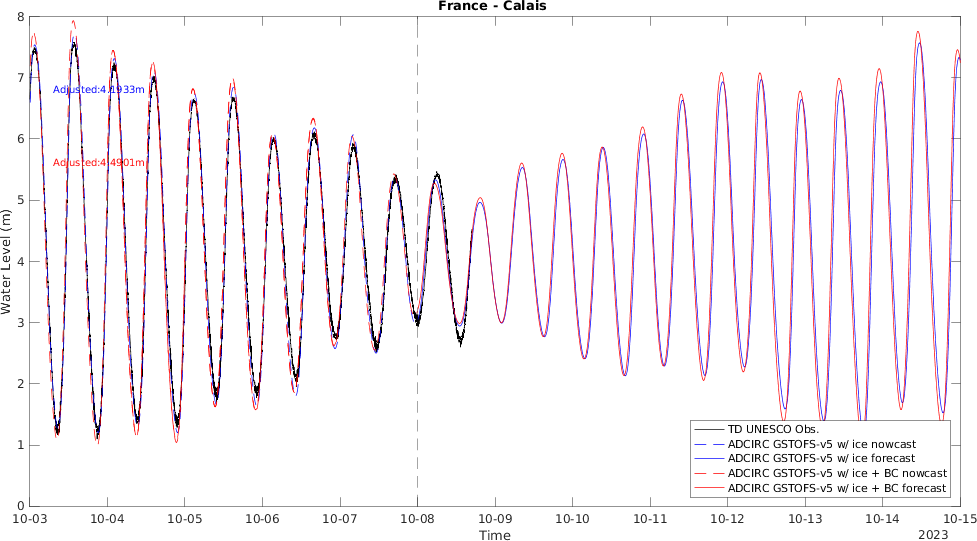 France - Calais
8
7
6
5
4
3
2
1
0
Water Level (m)
Adjusted:4.1933m
Adjusted:4.4901m
TD UNESCO Obs.
ADCIRC GSTOFS-v5 w/ ice nowcast
ADCIRC GSTOFS-v5 w/ ice forecast
ADCIRC GSTOFS-v5 w/ ice + BC nowcast
ADCIRC GSTOFS-v5 w/ ice + BC forecast
10-03 10-04 10-05 10-06 10-07 10-08 10-09 10-10 10-11 10-12 10-13 10-14 10-15
Time
2023